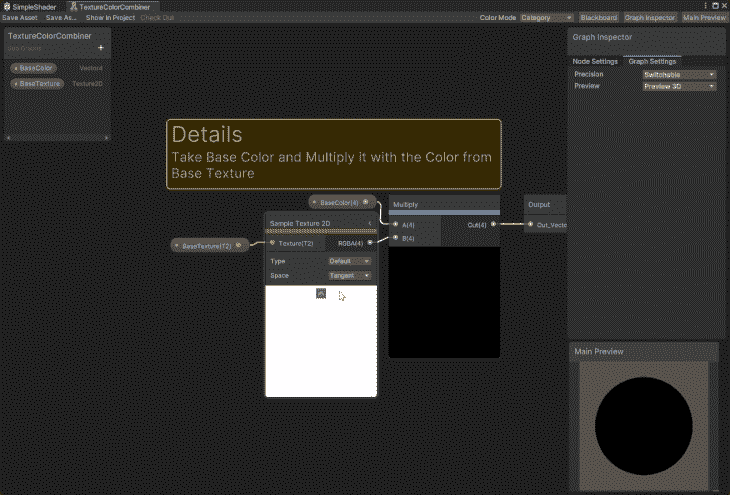 SimpleShader
TextureColorCombiner
Save Asset
Save As...
Show In Project
Check Out
Color Mode
Category
Blackboard
Graph Inspector
Main Preview
TextureColorCombiner
Sub Graphs
BaseColor
Vector4
BaseTexture
Texture2D
Graph Inspector
Node Settings
Graph Settings
Precision
Switchable
Preview
Preview 3D
Details
Take Base Color and Multiply it with the Color from
Base Texture
BaseColor(4)
Multiply
A(4)
B(4)
Out(4)
Output
Out_Vecto
BaseTexture(T2)
Sample Texture 2D
Texture(T2)
RGBA(4)
Type
Default
Space
Tangent
Main Preview